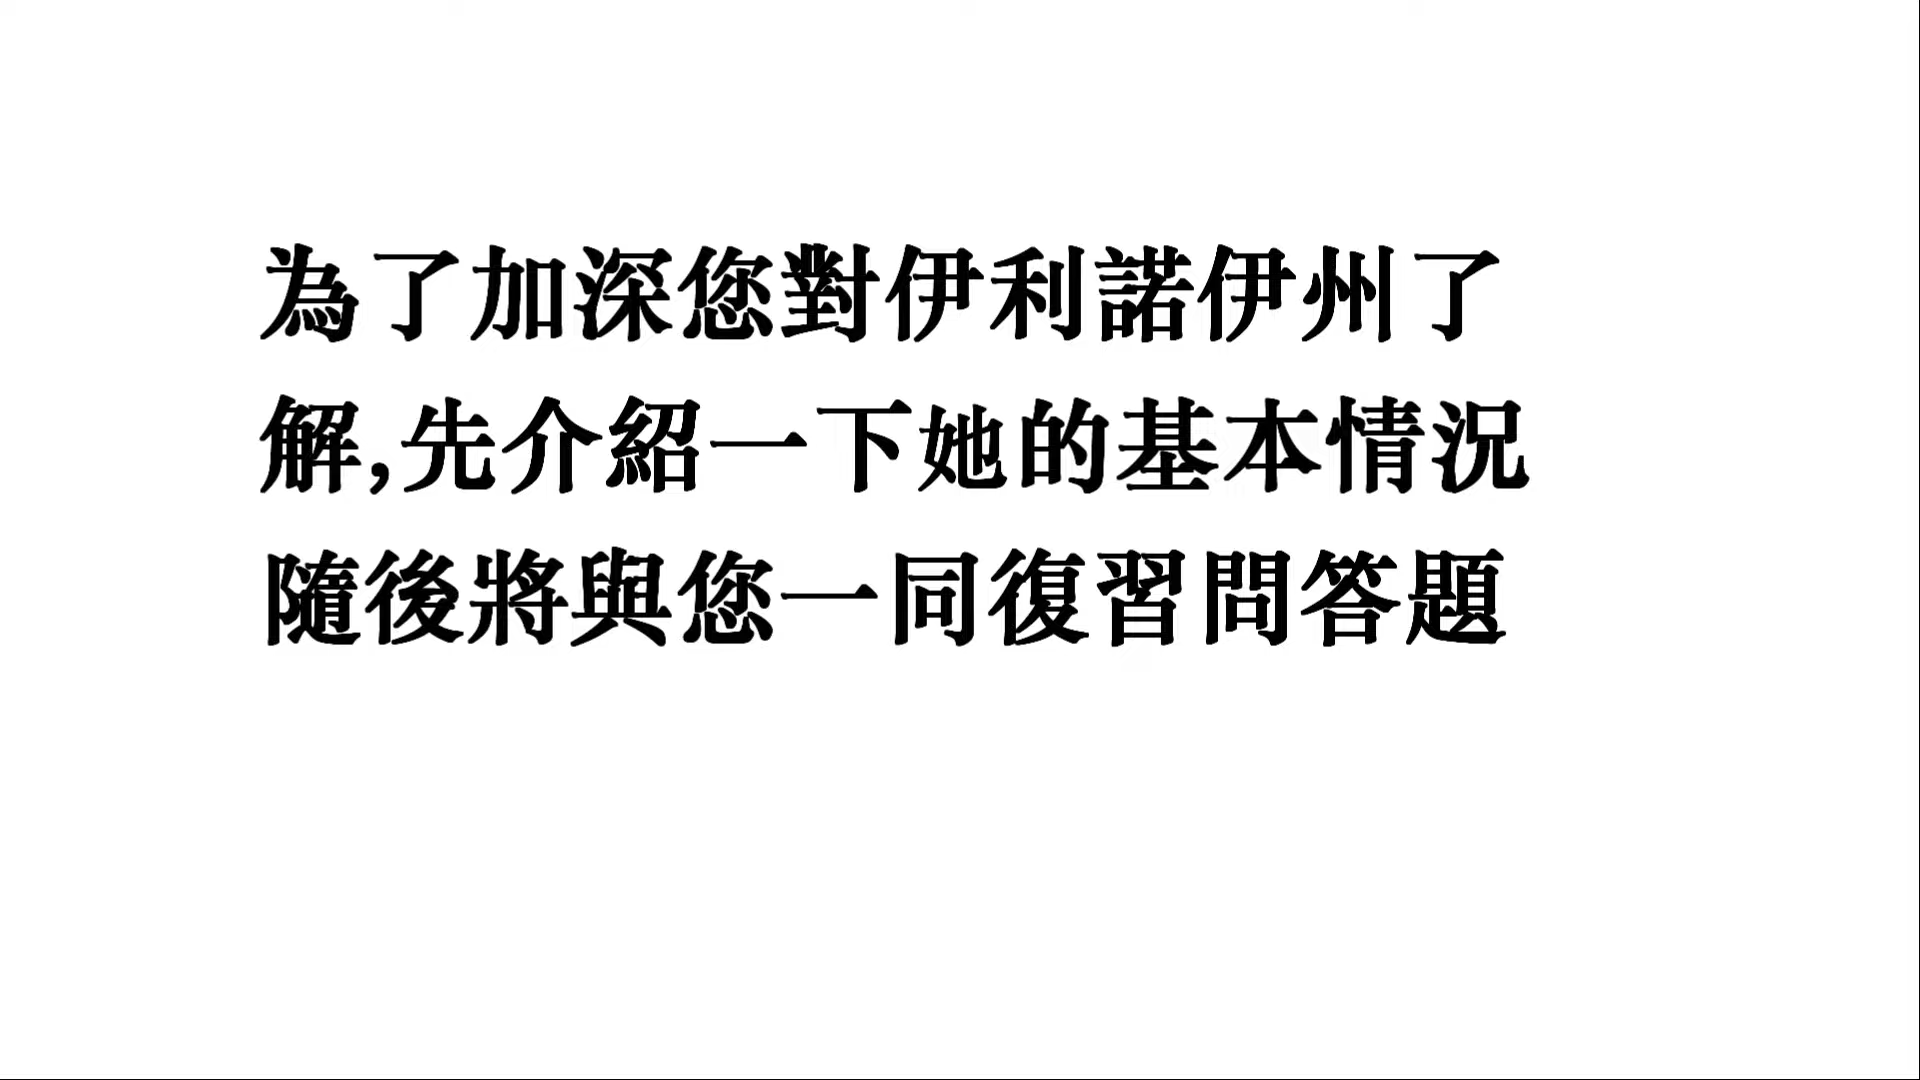 為了加深您對伊利諾伊州了
解,先介紹一下她的基本情況
隨後將與您一同復習問答題